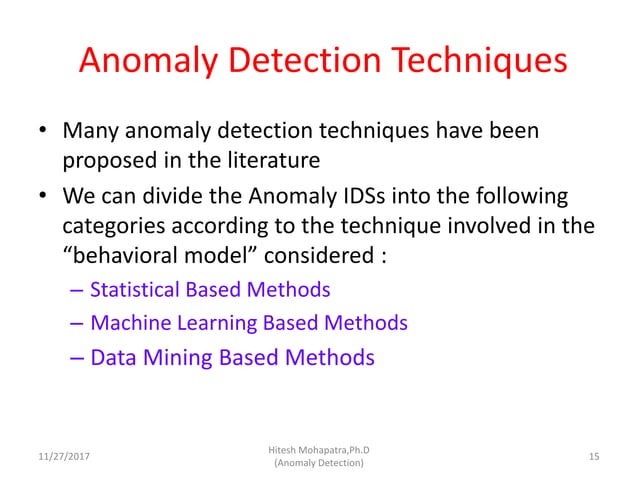 Anomaly Detection Techniques
• Many anomaly detection techniques have been
proposed in the literature
• We can divide the Anomaly IDSs into the following
categories according to the technique involved in the
“behavioral model” considered :
– Statistical Based Methods
– Machine Learning Based Methods
– Data Mining Based Methods
11/27/2017
Hitesh Mohapatra,Ph.D
(Anomaly Detection)
15